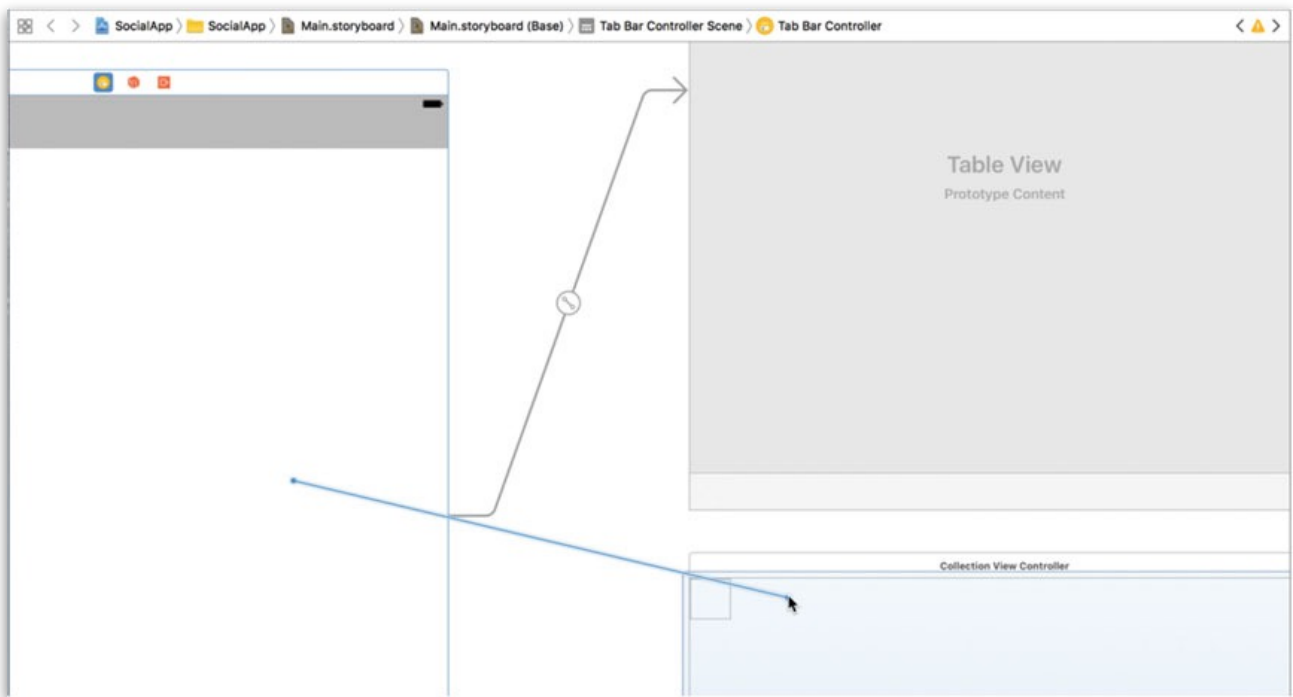 SocialApp 〉 SocialApp 〉 Main.storyboard 〉 Main.storyboard (Base) 〉 Tab Bar Controller Scene 〉 Tab Bar Controller
Table View
Prototype Content
Collection View Controller